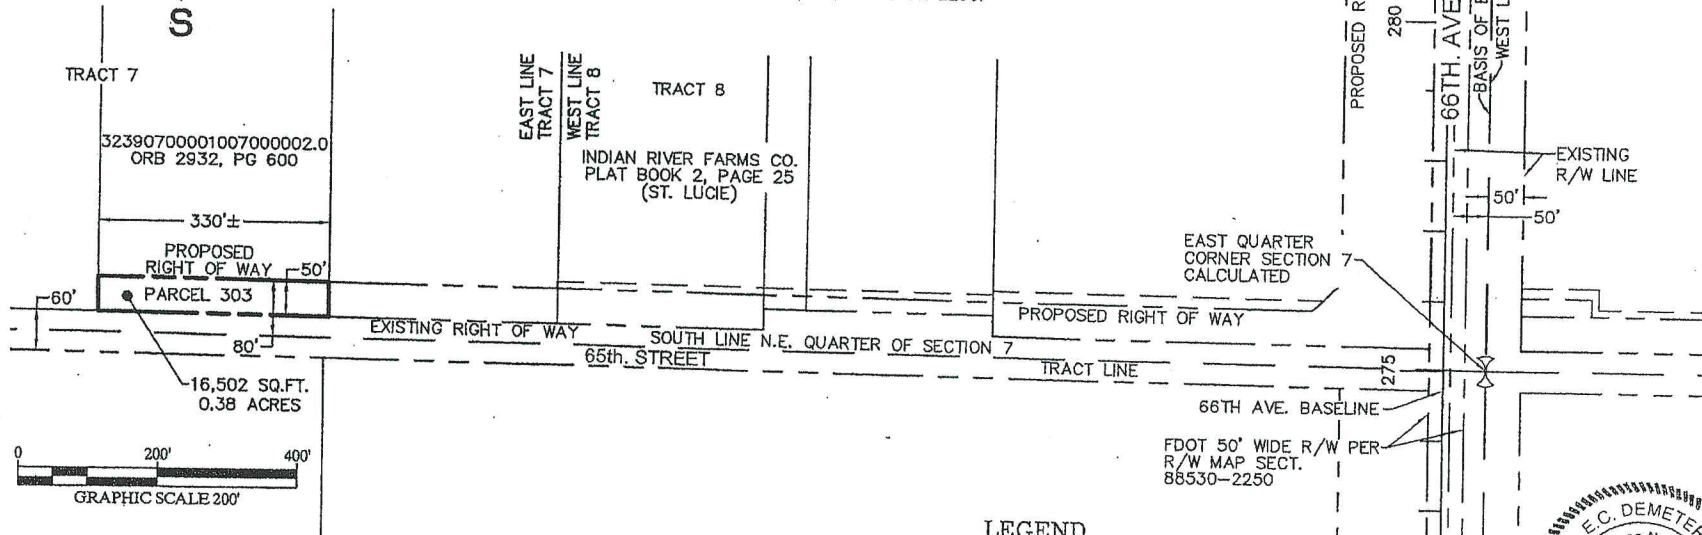 S
TRACT 7
32390700001007000002.0
ORB 2932, PG 600
330'±
PROPOSED
RIGHT OF WAY
50'
PARCEL 303
60'
80'
16,502 SQ.FT.
0.38 ACRES
0 200' 400'
GRAPHIC SCALE 200'
EAST LINE
TRACT 7
WEST LINE
TRACT 8
TRACT 8
INDIAN RIVER FARMS CO.
PLAT BOOK 2, PAGE 25
(ST. LUCIE)
EXISTING RIGHT OF WAY
SOUTH LINE N.E. QUARTER OF SECTION 7
65th. STREET
PROPOSED RIGHT OF WAY
TRACT LINE
EAST QUARTER
CORNER SECTION 7
CALCULATED
PROPOSED R
280
66TH. AVE
BASIS OF
WEST L
EXISTING
R/W LINE
50'
50'
275
66TH AVE. BASELINE
FDOT 50' WIDE R/W PER
R/W MAP SECT.
88530-2250
LEGEND
E.C. DEMETER